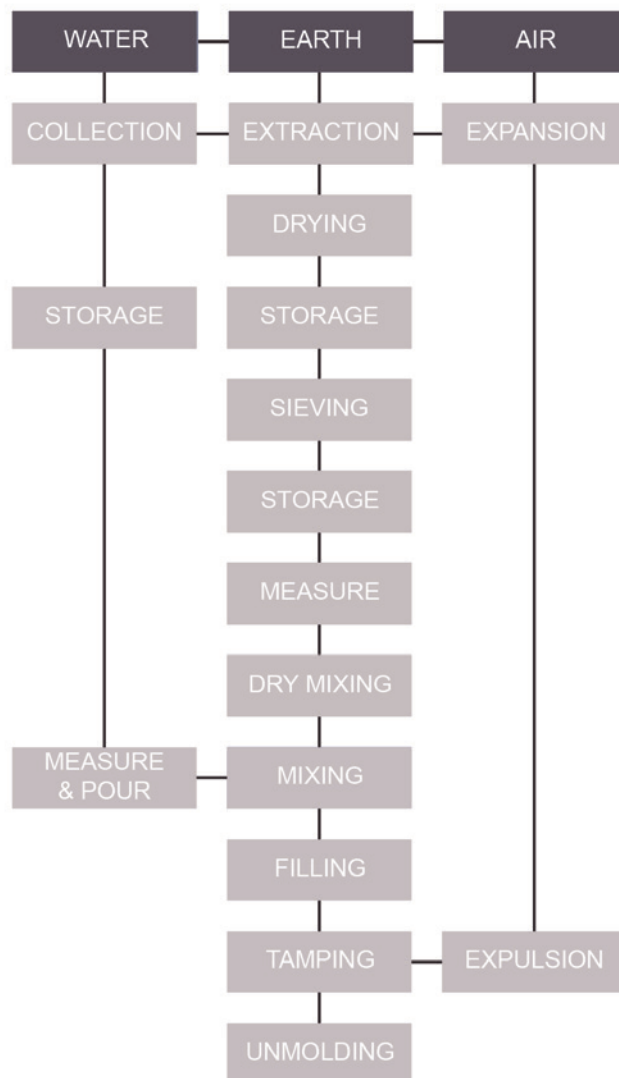 WATER
EARTH
AIR
COLLECTION
EXTRACTION
EXPANSION
DRYING
STORAGE
STORAGE
SIEVING
STORAGE
MEASURE
DRY MIXING
MEASURE
& POUR
MIXING
FILLING
TAMPING
EXPULSION
UNMOLDING